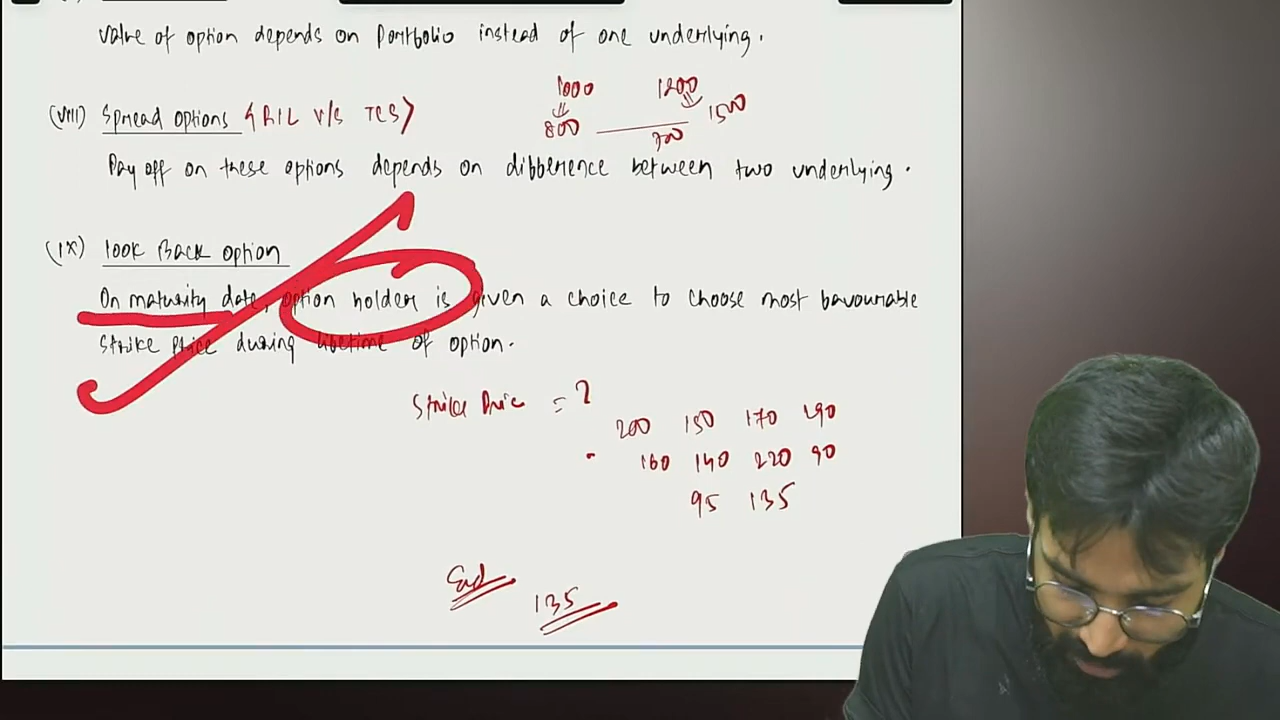 Value of option depends on Portfolio instead of one underlying.
1000 1200
(VIII) Spread options {RIL V/s TCS} 1500
800 700
Pay off on these options depends on difference between two underlying.
(IX) Look Back option
On maturity date, option holder is given a choice to choose most favourable
strike price during lifetime of option.
Strike Price = ?
200 150 170 190
160 140 220 90
95 135
End
135